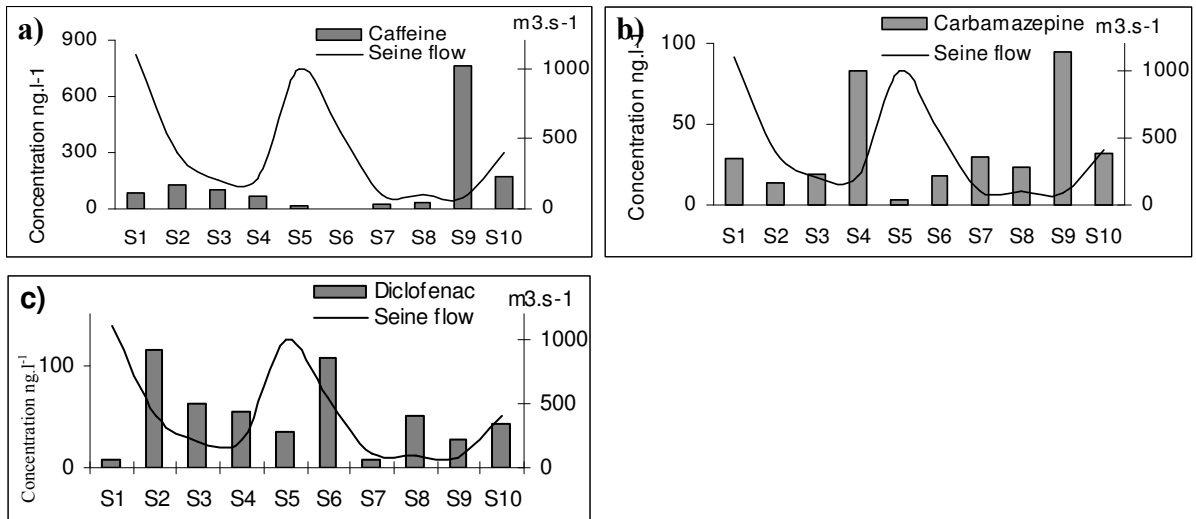 a)
Caffeine
Seine flow
m3.s-1
Concentration ng.l-1
900
600
300
0
1000
500
0
S1 S2 S3 S4 S5 S6 S7 S8 S9 S10
b)
Carbamazepine
Seine flow
m3.s-1
Concentration ng.l-1
100
50
0
1000
500
0
S1 S2 S3 S4 S5 S6 S7 S8 S9 S10
c)
Diclofenac
Seine flow
m3.s-1
Concentration ng.l-1
100
0
1000
500
0
S1 S2 S3 S4 S5 S6 S7 S8 S9 S10